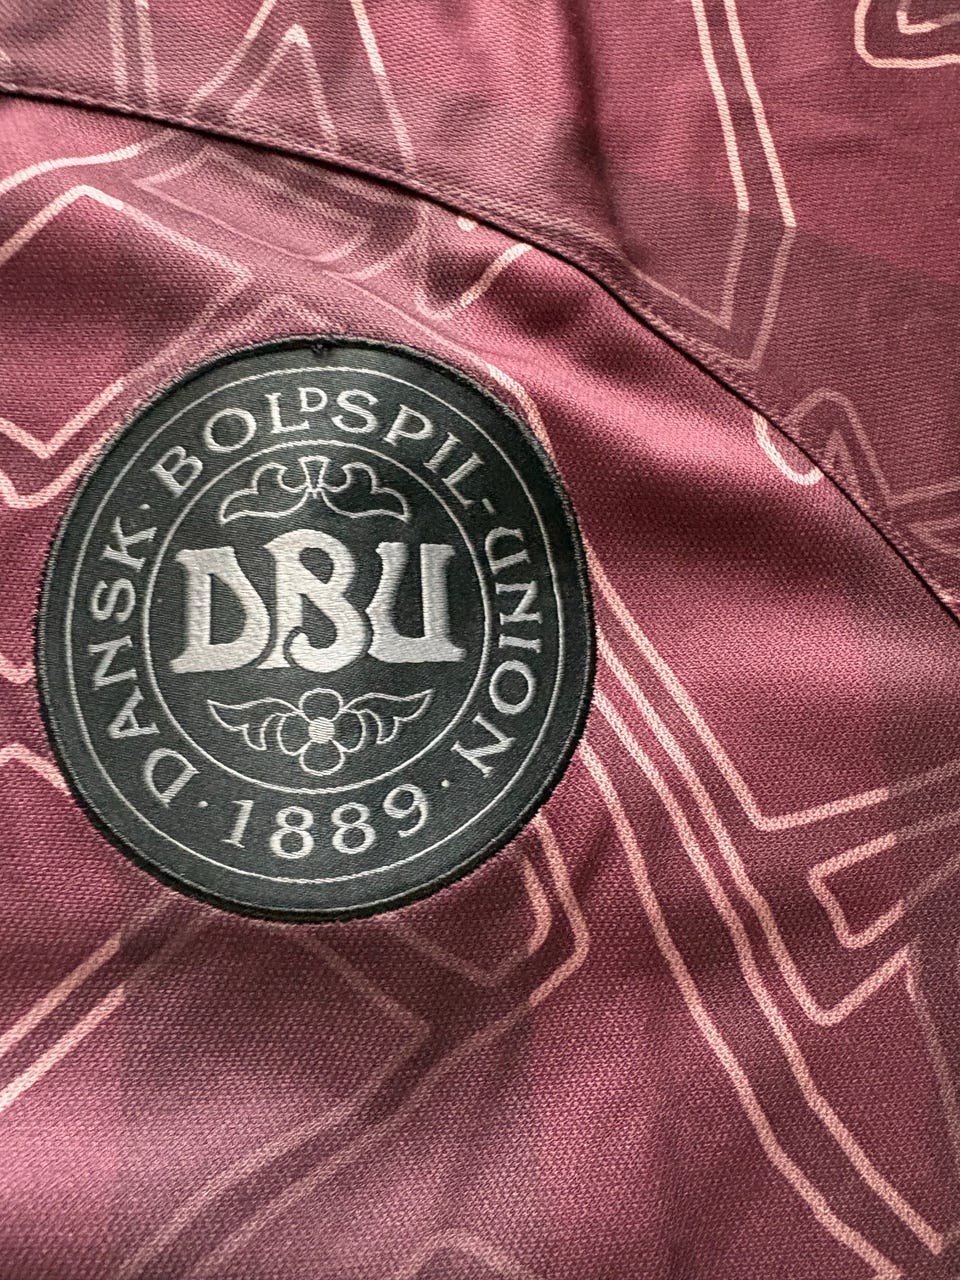 DANSK · BOLDSPIL-UNION
· 1889 ·
DBU